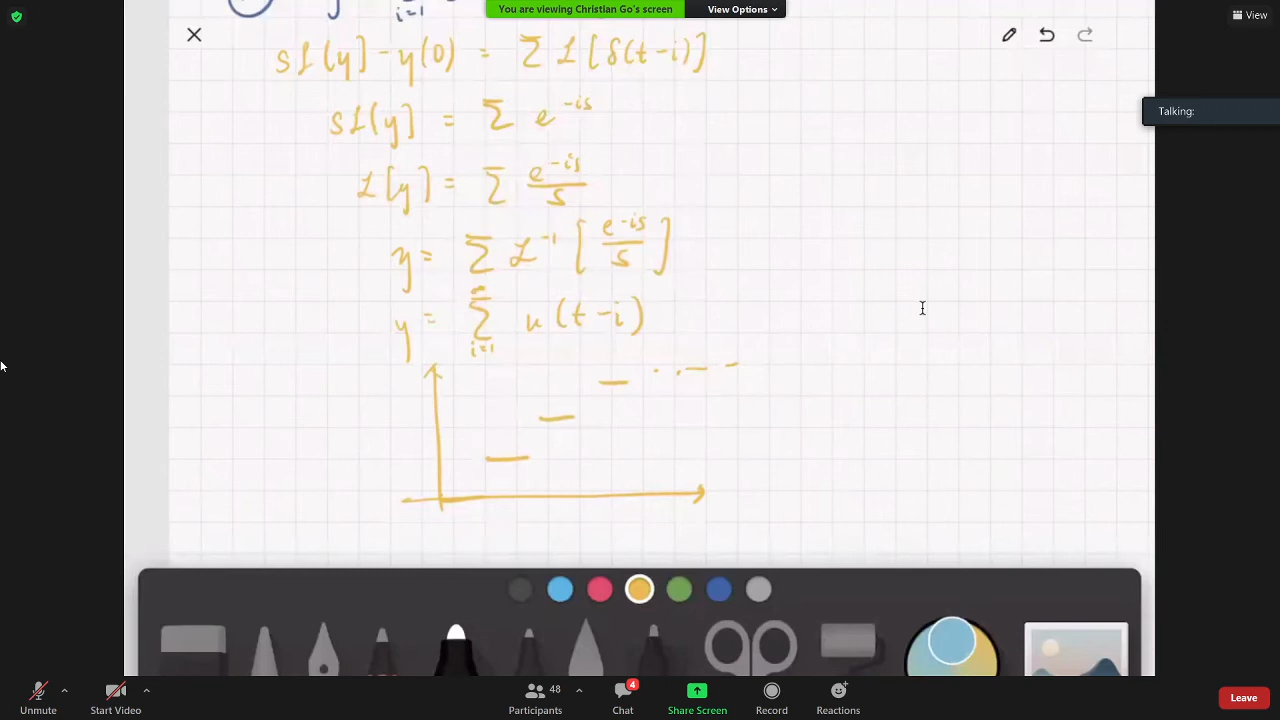 You are viewing Christian Go's screen
View Options
View
i=1
sℒ[y] - y(0) = Σ ℒ[δ(t-i)]
sℒ[y] = Σ e^{-is}
ℒ[y] = Σ e^{-is}/s
y = Σ ℒ^{-1} [e^{-is}/s]
y = Σ_{i=1}^{∞} u(t-i)
Talking:
Unmute
Start Video
48
Participants
4
Chat
Share Screen
Record
Reactions
Leave